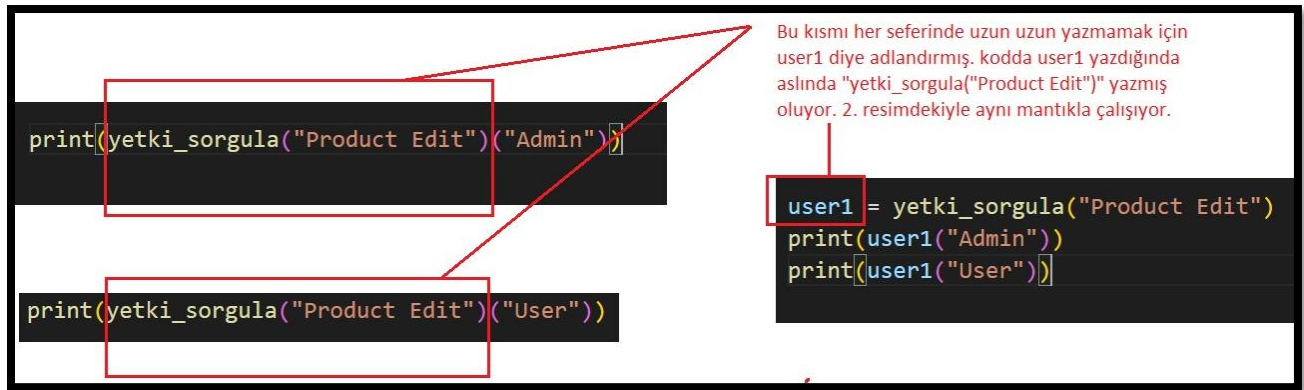 Bu kısmı her seferinde uzun uzun yazmamak için
user1 diye adlandırmış. kodda user1 yazdığında
aslında "yetki_sorgula("Product Edit")" yazmış
oluyor. 2. resimdekiyle aynı mantıkla çalışıyor.
print(yetki_sorgula("Product Edit")("Admin"))
user1 = yetki_sorgula("Product Edit")
print(user1("Admin"))
print(user1("User"))
print(yetki_sorgula("Product Edit")("User"))